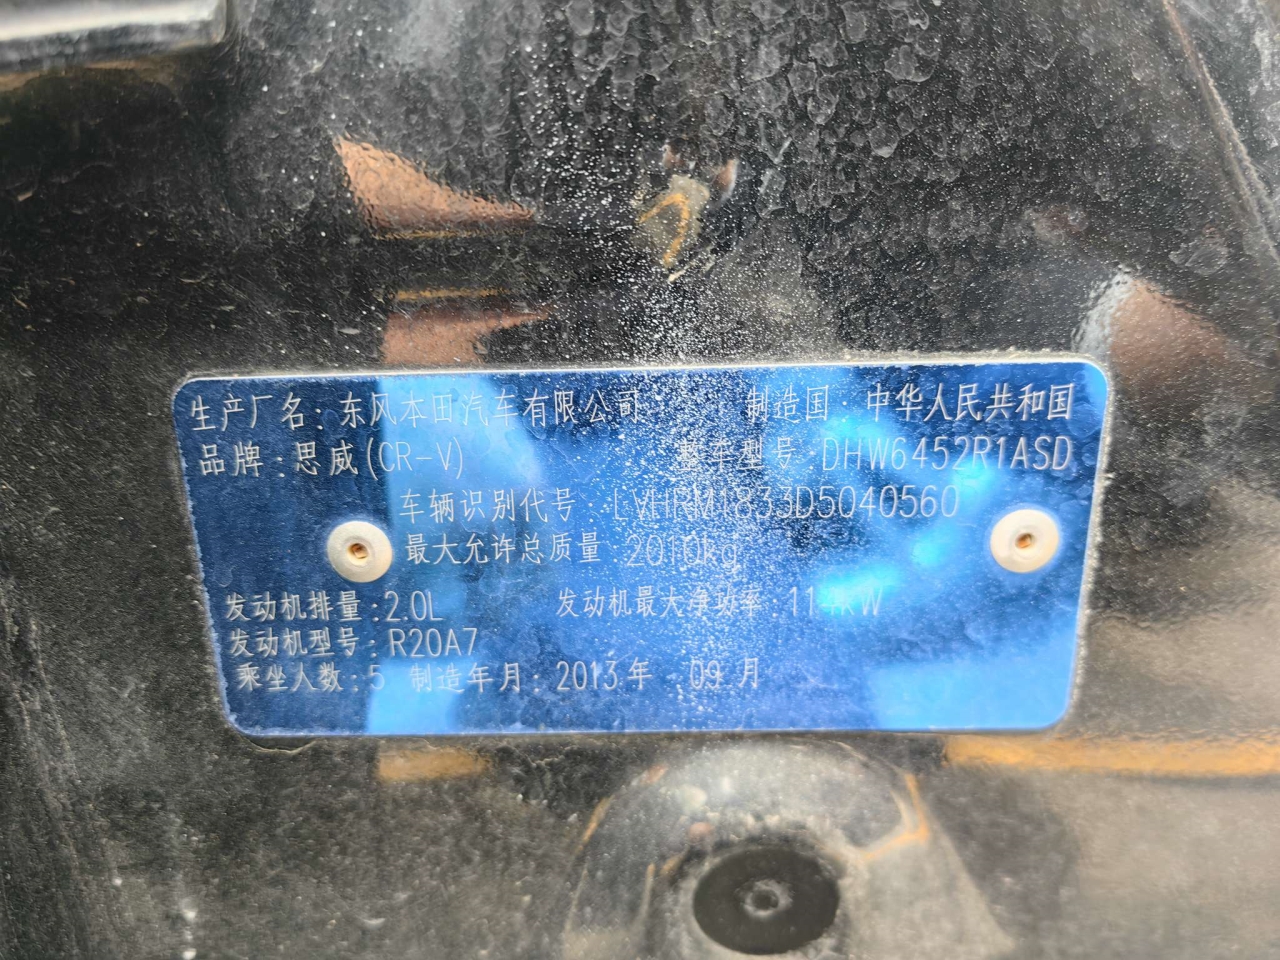 生产厂名：东风本田汽车有限公司 制造国：中华人民共和国
品牌：思威(CR-V) 整车型号：DHW6452R1ASD
车辆识别代号：LVHRM1833D5040560
最大允许总质量：2010kg
发动机排量：2.0L 发动机最大净功率：114kW
发动机型号：R20A7
乘坐人数：5 制造年月：2013年 09月